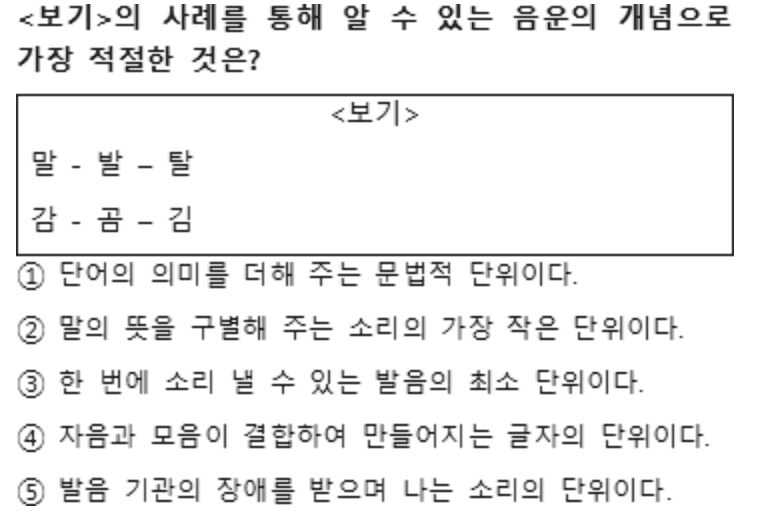 <보기>의 사례를 통해 알 수 있는 음운의 개념으로
가장 적절한 것은?
<보기>
말 - 발 – 탈
감 - 곰 – 김
① 단어의 의미를 더해 주는 문법적 단위이다.
② 말의 뜻을 구별해 주는 소리의 가장 작은 단위이다.
③ 한 번에 소리 낼 수 있는 발음의 최소 단위이다.
④ 자음과 모음이 결합하여 만들어지는 글자의 단위이다.
⑤ 발음 기관의 장애를 받으며 나는 소리의 단위이다.